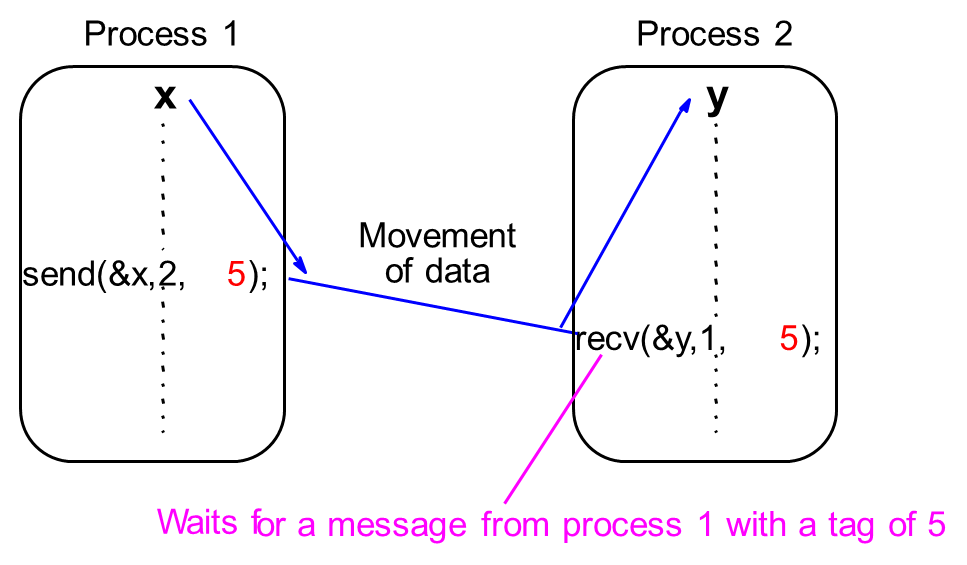 Process 1
Process 2
x
y
Movement
of data
send(&x,2, 5);
recv(&y,1, 5);
Waits for a message from process 1 with a tag of 5